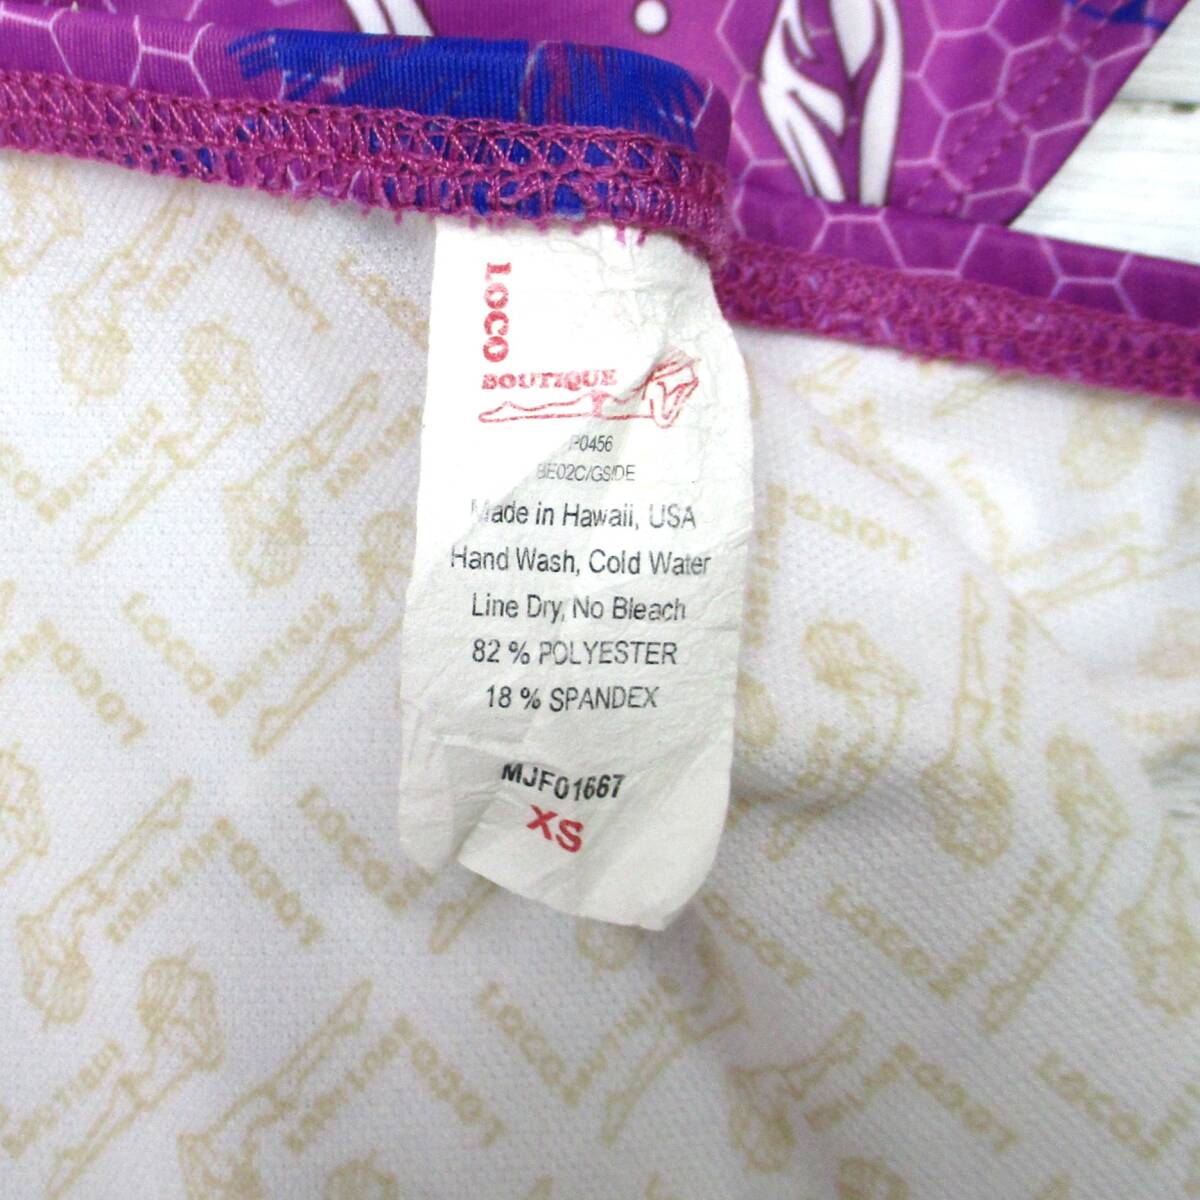 LOCO
BOUTIQUE
P0456
BE02C/GS/DE
Made in Hawaii, USA
Hand Wash, Cold Water
Line Dry, No Bleach
82 % POLYESTER
18 % SPANDEX
MJF01667
XS